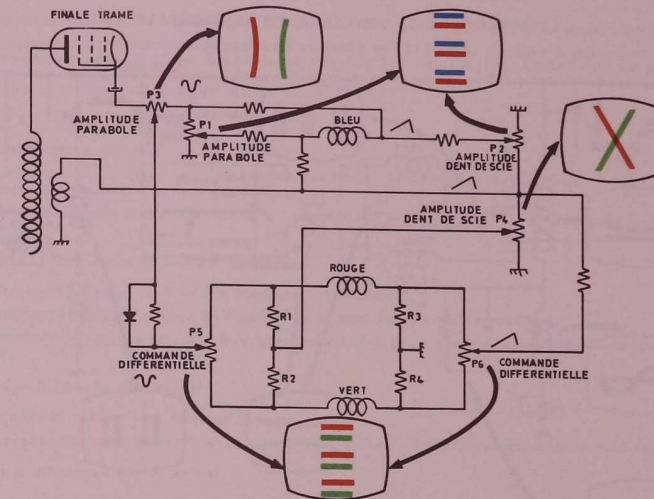 FINALE TRAME
P3
AMPLITUDE
PARABOLE
P1
AMPLITUDE
PARABOLE
BLEU
P2
AMPLITUDE
DENT DE SCIE
AMPLITUDE
DENT DE SCIE P4
ROUGE
R1
R3
P5
COMMANDE
DIFFERENTIELLE
R2
R4
P6
COMMANDE
DIFFERENTIELLE
VERT